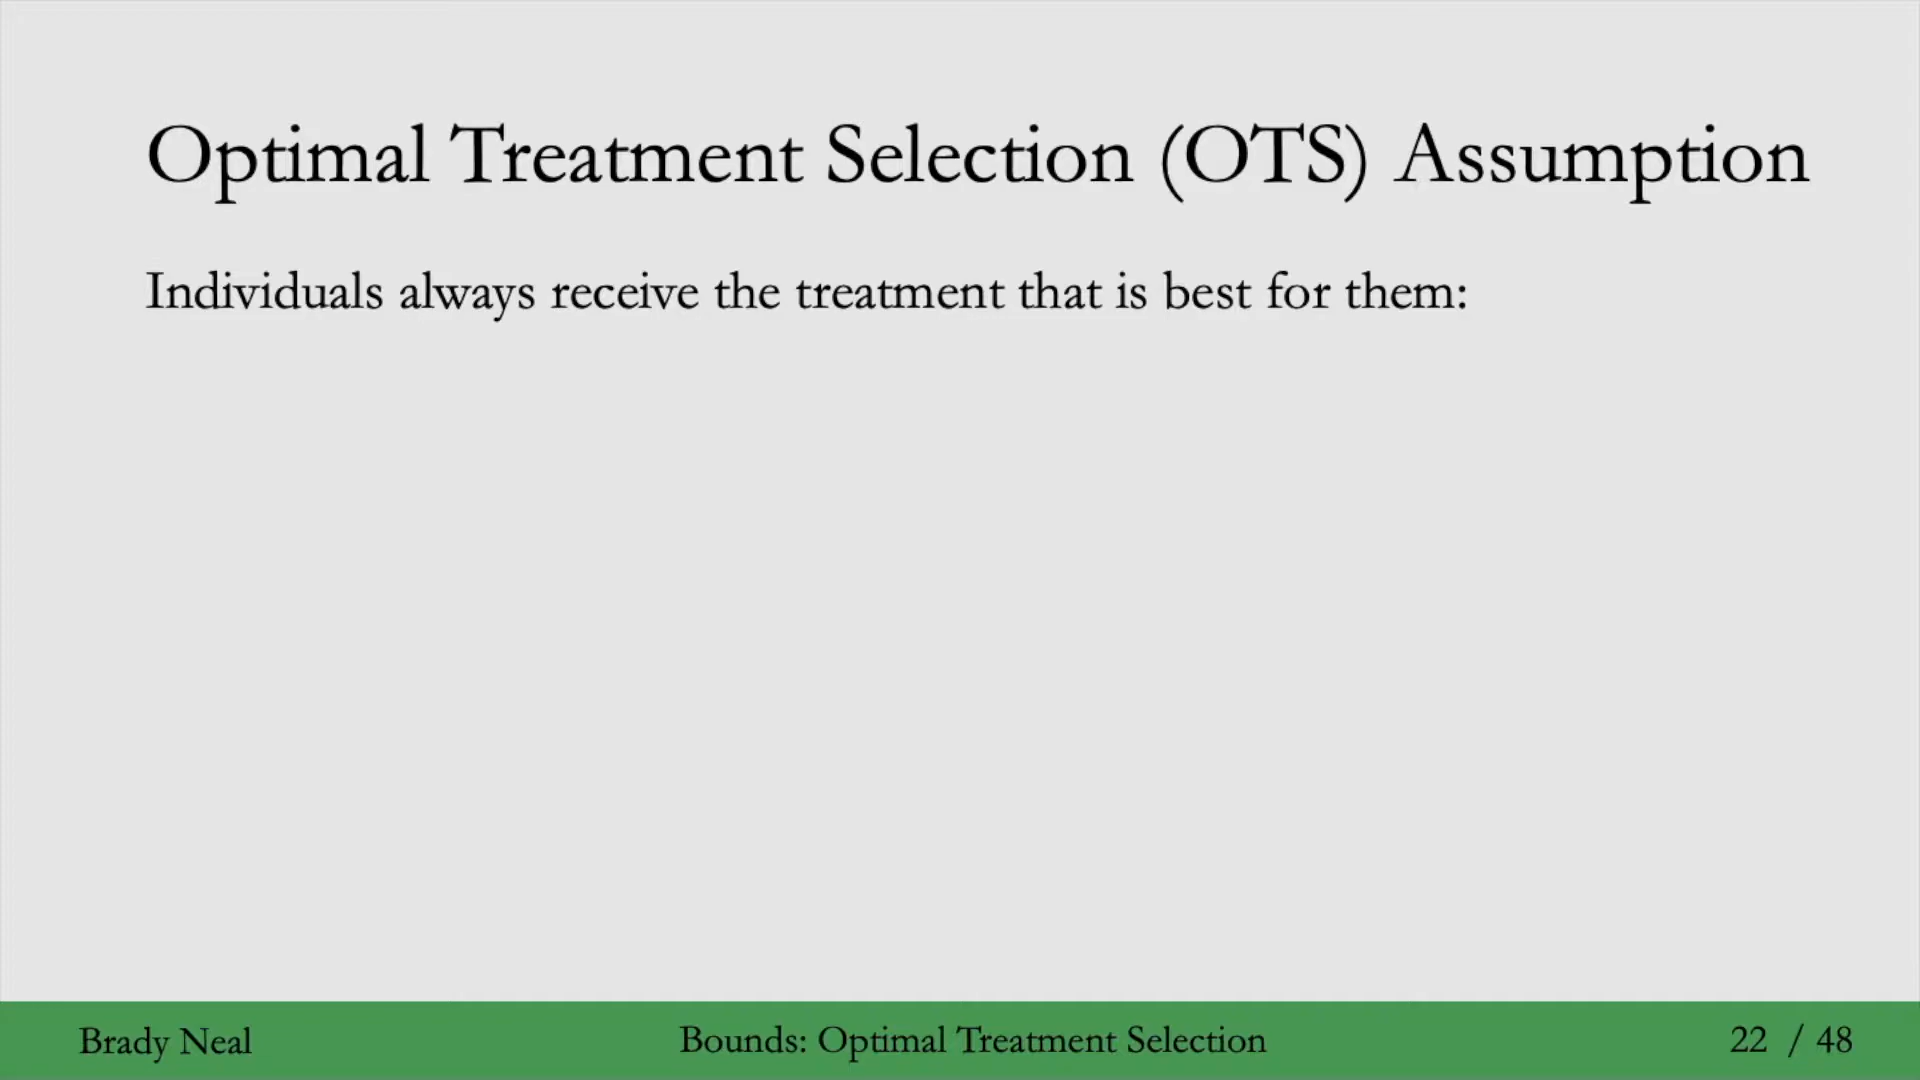 Optimal Treatment Selection (OTS) Assumption
Individuals always receive the treatment that is best for them:
Brady Neal
Bounds: Optimal Treatment Selection
22 / 48